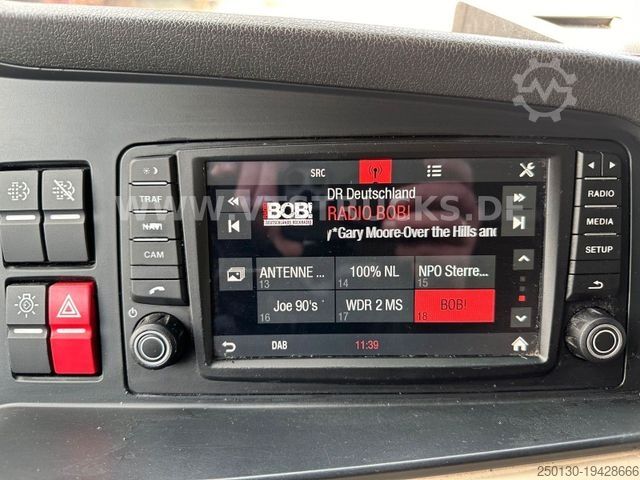 SRC
DR Deutschland
RADIO BOB!
BOB!
DEUTSCHLANDS ROCKRADIO
y*Gary Moore-Over the Hills and
ANTENNE ...
13
100% NL
14
NPO Sterre...
15
Joe 90's
16
WDR 2 MS
17
BOB!
18
DAB
11:39
TRAF
NAVI
CAM
RADIO
MEDIA
SETUP
250130-19428666